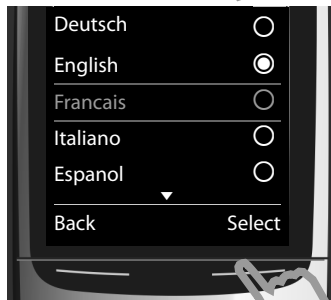 Deutsch
English
Francais
Italiano
Espanol
Back Select